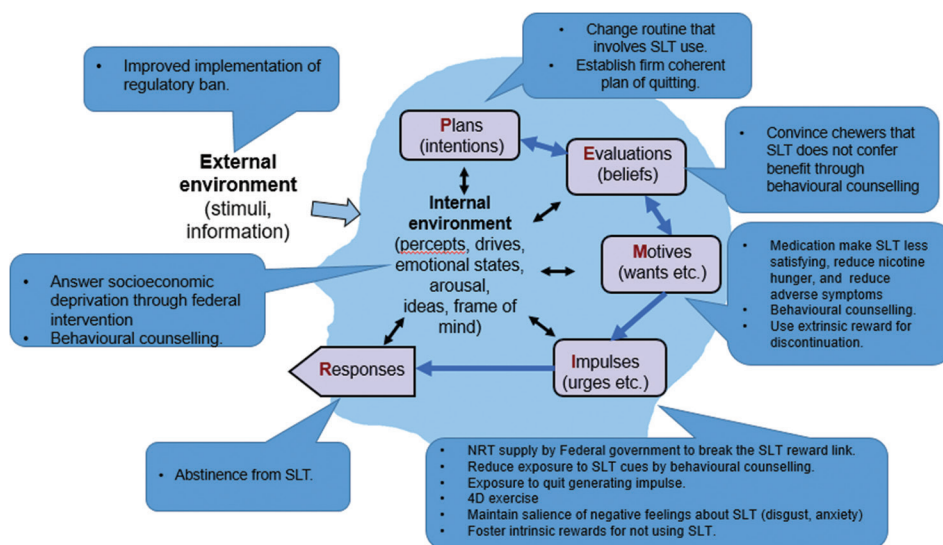 • Change routine that
involves SLT use.
• Establish firm coherent
plan of quitting.
• Improved implementation of
regulatory ban.
Plans
(intentions)
• Convince chewers that
SLT does not confer
benefit through
behavioural counselling
Evaluations
(beliefs)
External
environment
(stimuli,
information)
Internal
environment
(percepts, drives,
emotional states,
arousal,
ideas, frame of
mind)
Motives
(wants etc.)
• Medication make SLT less
satisfying, reduce nicotine
hunger, and reduce
adverse symptoms
• Behavioural counselling.
• Use extrinsic reward for
discontinuation.
• Answer socioeconomic
deprivation through federal
intervention
• Behavioural counselling.
Responses
Impulses
(urges etc.)
• Abstinence from SLT.
• NRT supply by Federal government to break the SLT reward link.
• Reduce exposure to SLT cues by behavioural counselling.
• Exposure to quit generating impulse.
• 4D exercise
• Maintain salience of negative feelings about SLT (disgust, anxiety)
• Foster intrinsic rewards for not using SLT.